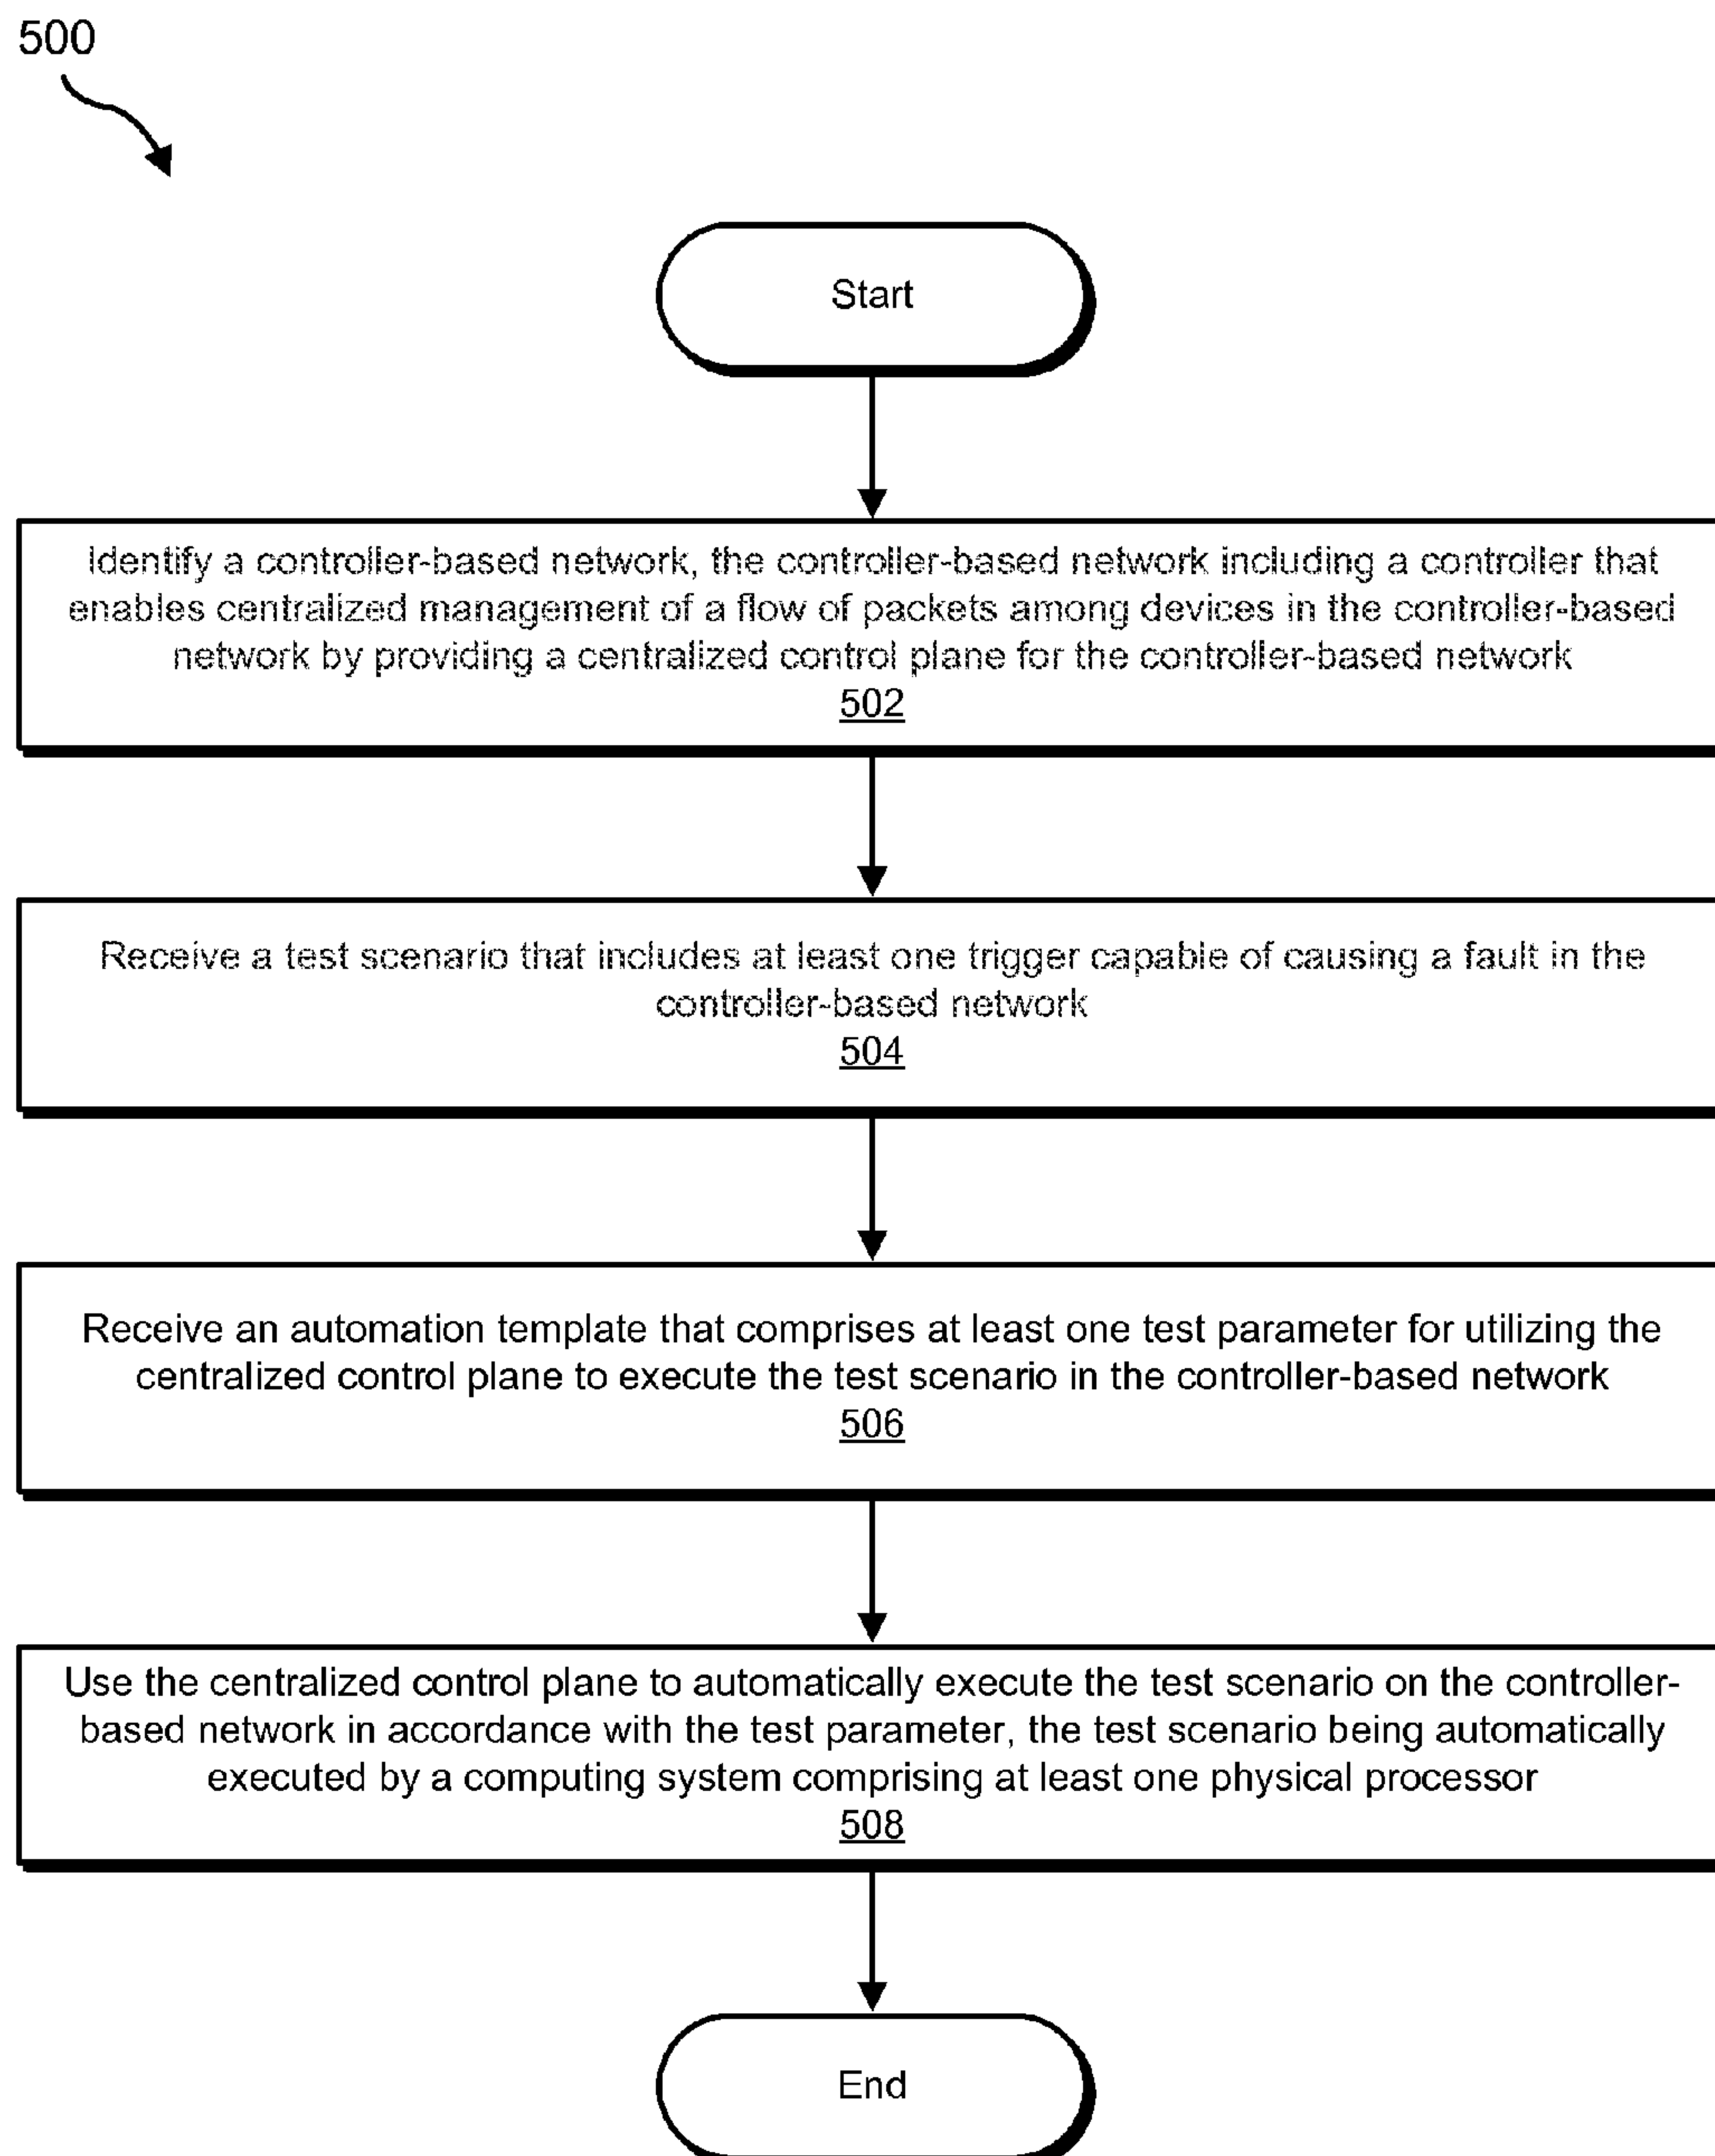 500
Start
Identify a controller-based network, the controller-based network including a controller that
enables centralized management of a flow of packets among devices in the controller-based
network by providing a centralized control plane for the controller-based network
502
Receive a test scenario that includes at least one trigger capable of causing a fault in the
controller-based network
504
Receive an automation template that comprises at least one test parameter for utilizing the
centralized control plane to execute the test scenario in the controller-based network
506
Use the centralized control plane to automatically execute the test scenario on the controller-
based network in accordance with the test parameter, the test scenario being automatically
executed by a computing system comprising at least one physical processor
508
End